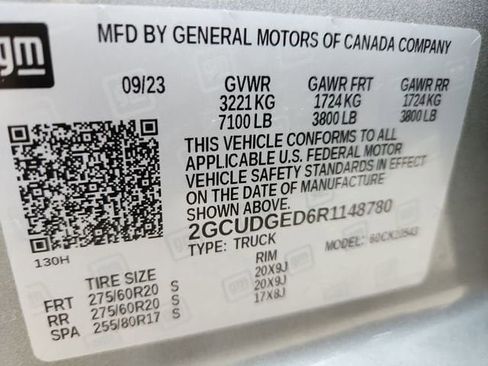 gm
MFD BY GENERAL MOTORS OF CANADA COMPANY
09/23 GVWR GAWR FRT GAWR RR
3221 KG 1724 KG 1724 KG
7100 LB 3800 LB 3800 LB
THIS VEHICLE CONFORMS TO ALL
APPLICABLE U.S. FEDERAL MOTOR
VEHICLE SAFETY STANDARDS IN EFFECT
ON THE DATE OF MANUFACTURE
SHOWN ABOVE.
2GCUDGED6R1148780
TYPE: TRUCK MODEL:
130H
TIRE SIZE RIM
FRT 275/60R20 S 20X9J
RR 275/60R20 S 20X9J
SPA 255/80R17 S 17X8J